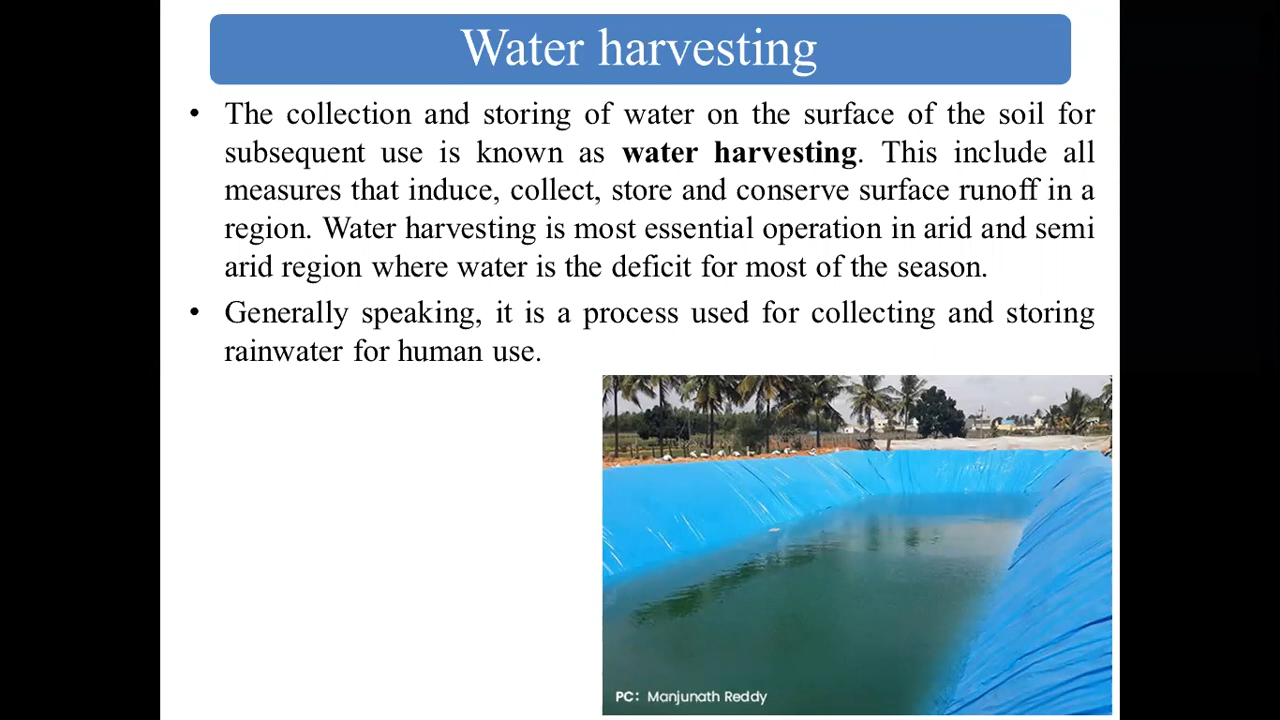 Water harvesting
• The collection and storing of water on the surface of the soil for
subsequent use is known as water harvesting. This include all
measures that induce, collect, store and conserve surface runoff in a
region. Water harvesting is most essential operation in arid and semi
arid region where water is the deficit for most of the season.
• Generally speaking, it is a process used for collecting and storing
rainwater for human use.
PC: Manjunath Reddy